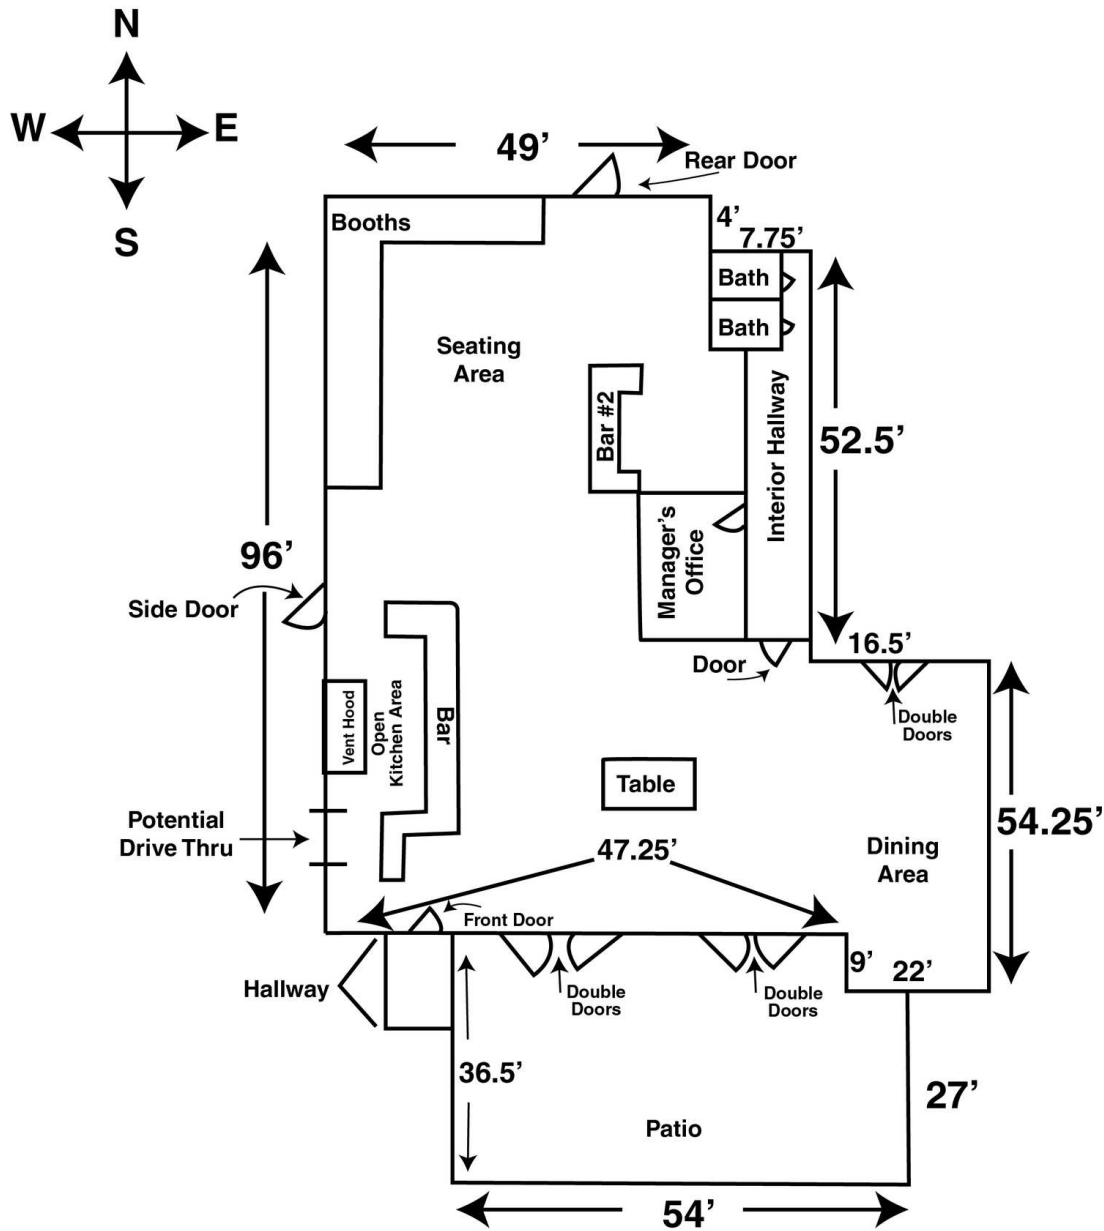 N
W E
S
49’
Rear Door
Booths
4’
7.75’
Bath
Bath
Seating
Area
Bar #2
Interior Hallway
52.5’
Manager’s
Office
96’
Side Door
16.5’
Door
Double
Doors
Vent Hood
Open
Kitchen Area
Bar
Table
Potential
Drive Thru
54.25’
47.25’
Dining
Area
Front Door
9’
22’
Hallway
Double
Doors
Double
Doors
36.5’
27’
Patio
54’